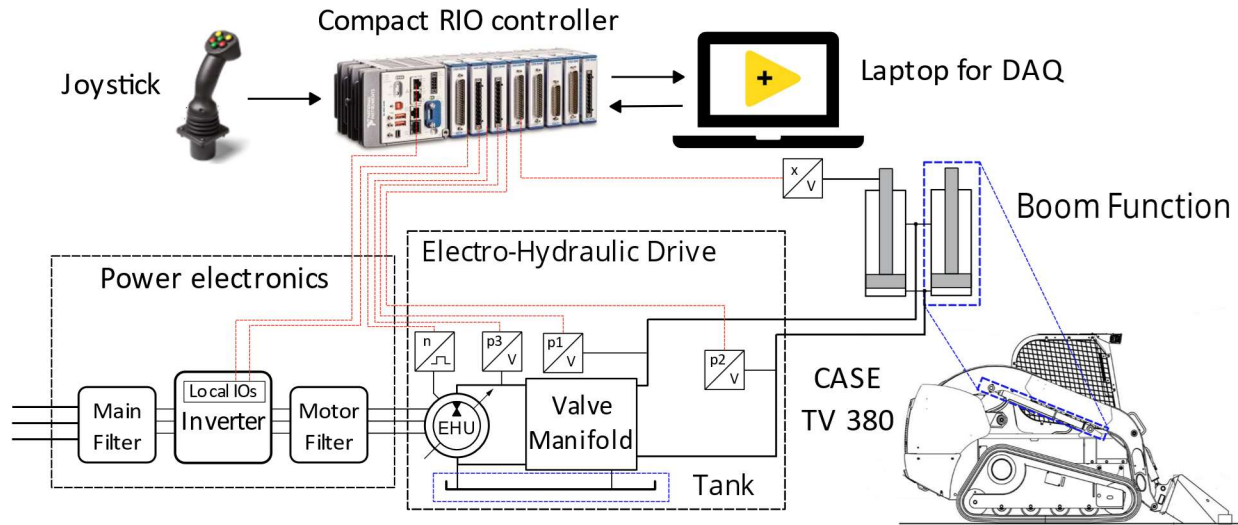 Compact RIO controller
Joystick
Laptop for DAQ
+
x
V
Boom Function
Electro-Hydraulic Drive
Power electronics
n
p3
V
p1
V
p2
V
Local IOs
Inverter
Main
Filter
Motor
Filter
EHU
Valve
Manifold
CASE
TV 380
Tank